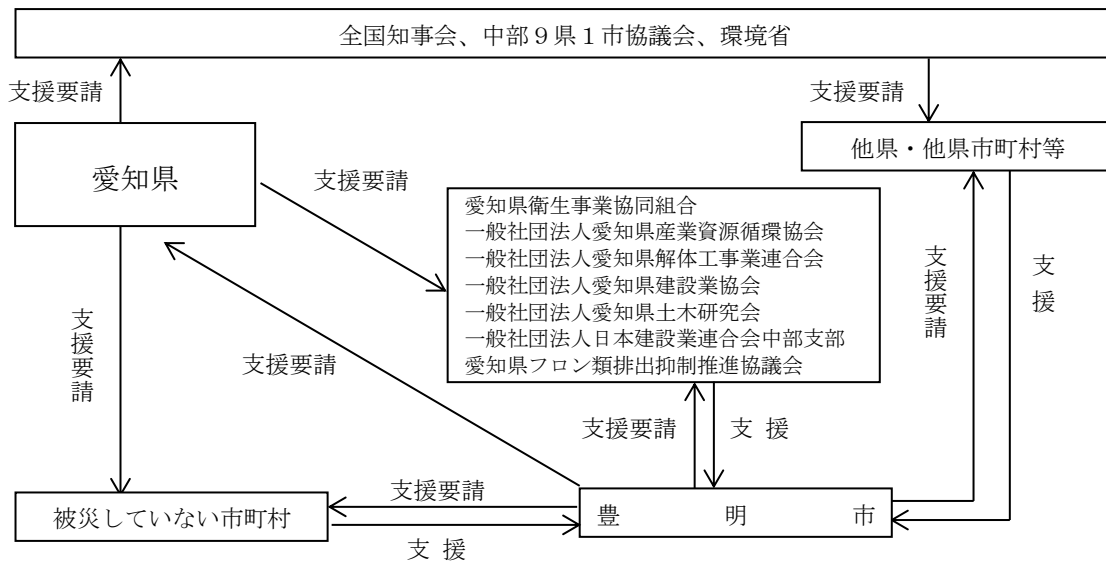 全国知事会、中部９県１市協議会、環境省
支援要請
支援要請
愛知県
他県・他県市町村等
支援要請
愛知県衛生事業協同組合
一般社団法人愛知県産業資源循環協会
一般社団法人愛知県解体工事業連合会
一般社団法人愛知県建設業協会
一般社団法人愛知県土木研究会
一般社団法人日本建設業連合会中部支部
愛知県フロン類排出抑制推進協議会
支援要請
支援
支援要請
支援要請
支援要請
支 援
支援要請
被災していない市町村
豊明市
支 援